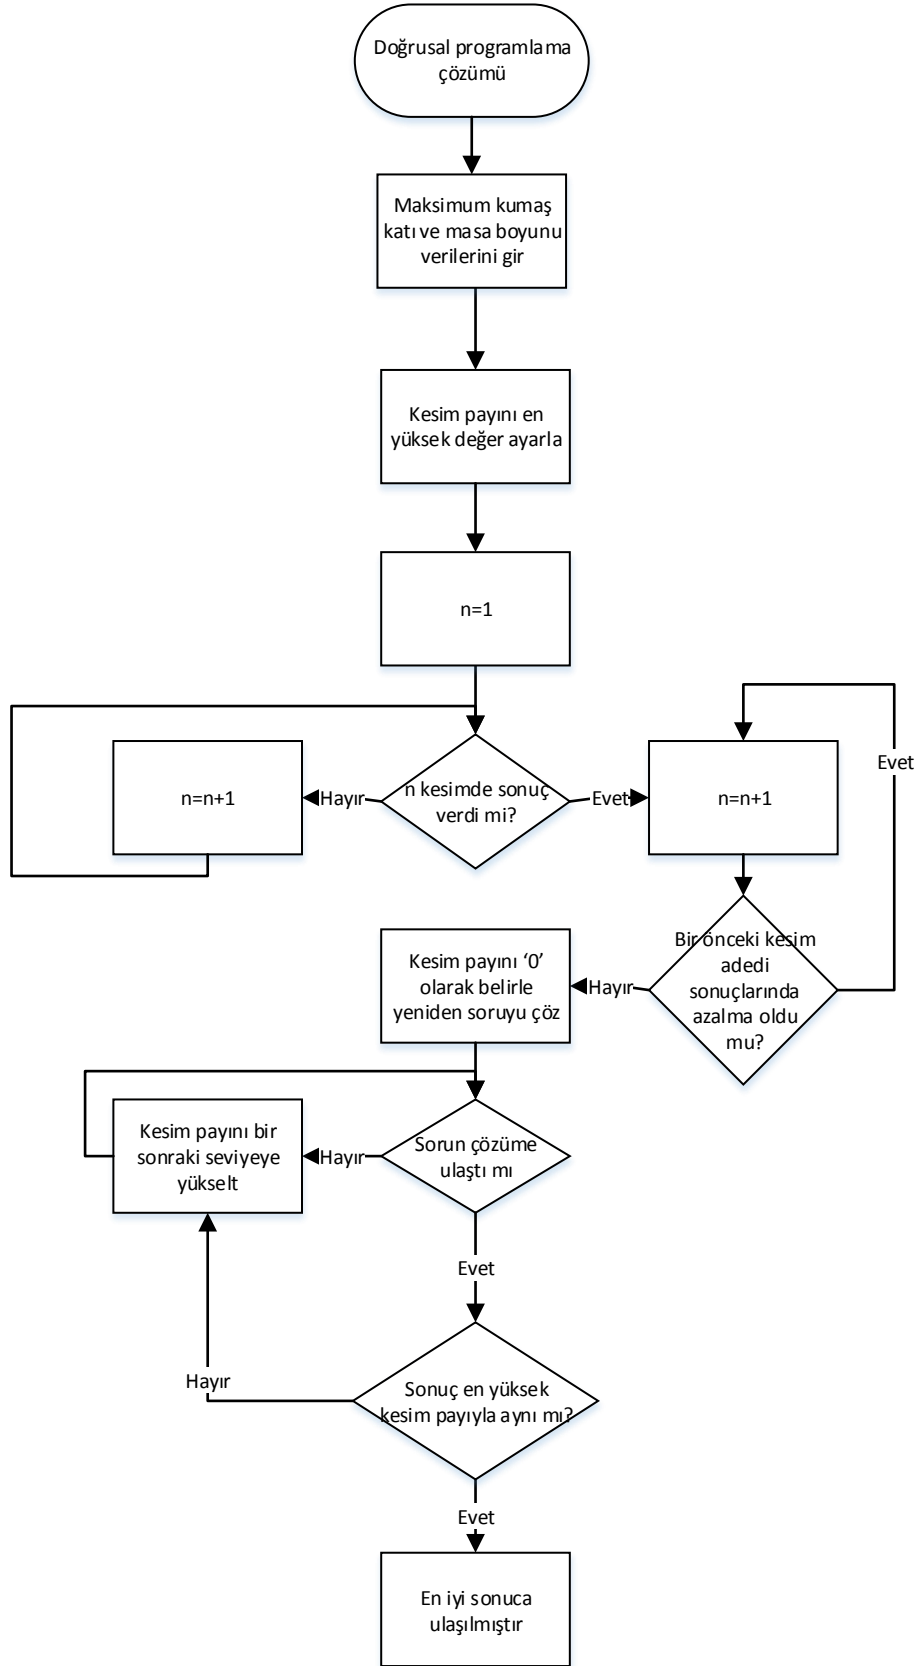 Doğrusal programlama
çözümü
Maksimum kumaş
katı ve masa boyunu
verilerini gir
Kesim payını en
yüksek değer ayarla
n=1
n kesimde sonuç
verdi mi?
Hayır
n=n+1
Evet
n=n+1
Evet
Bir önceki kesim
adedi
sonuçlarında
azalma oldu
mu?
Hayır
Kesim payını ‘0’
olarak belirle
yeniden soruyu çöz
Sorun çözüme
ulaştı mı
Hayır
Kesim payını bir
sonraki seviyeye
yükselt
Evet
Sonuç en yüksek
kesim payıyla aynı mı?
Hayır
Evet
En iyi sonuca
ulaşılmıştır